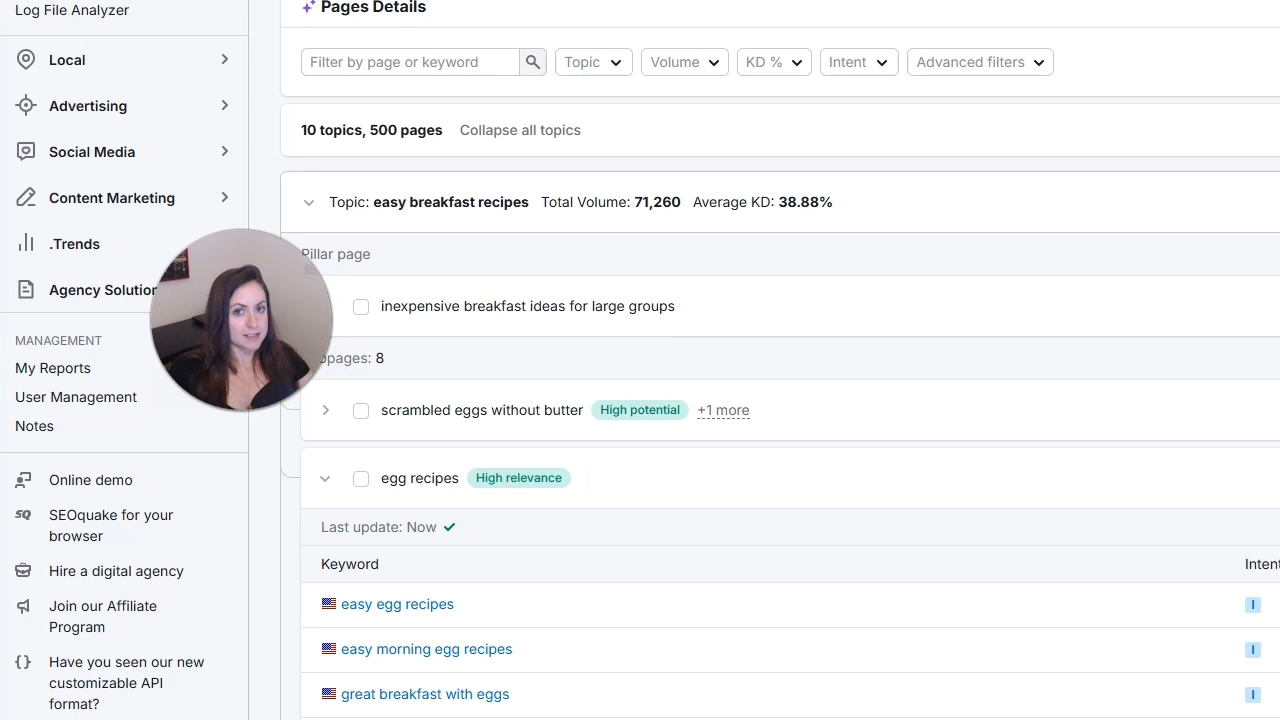 Log File Analyzer
Local
Advertising
Social Media
Content Marketing
.Trends
Agency Solution
MANAGEMENT
My Reports
User Management
Notes
Online demo
SEOquake for your
browser
Hire a digital agency
Join our Affiliate
Program
Have you seen our new
customizable API
format?
Pages Details
Filter by page or keyword
Topic
Volume
KD %
Intent
Advanced filters
10 topics, 500 pages Collapse all topics
Topic: easy breakfast recipes Total Volume: 71,260 Average KD: 38.88%
Pillar page
inexpensive breakfast ideas for large groups
pages: 8
scrambled eggs without butter High potential +1 more
egg recipes High relevance
Last update: Now
Keyword Intent
easy egg recipes I
easy morning egg recipes I
great breakfast with eggs I